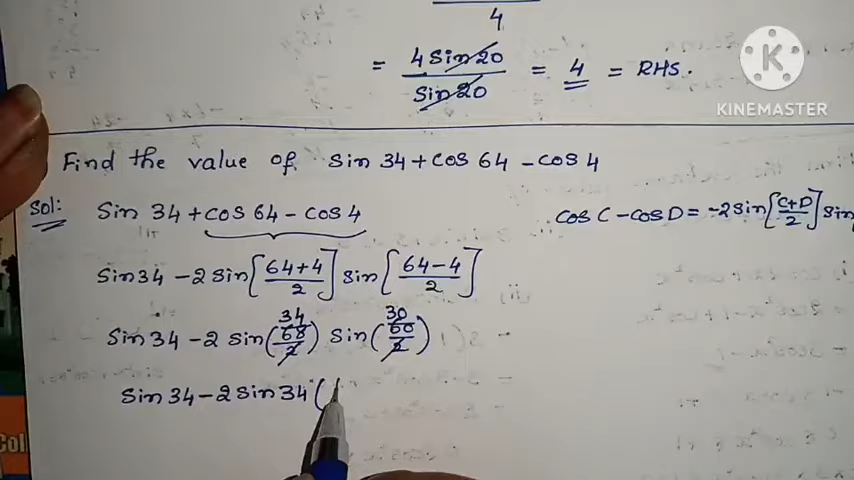 4
= 4 Sin 20 / Sin 20 = 4 = RHS.
K
KINEMASTER
Find the value of Sin 34 + Cos 64 - Cos 4
Sol: Sin 34 + Cos 64 - Cos 4
Cos C - Cos D = -2 Sin [C+D/2] Sin
Sin 34 - 2 Sin [64+4/2] Sin [64-4/2]
34 30
Sin 34 - 2 Sin (68/2) Sin (60/2)
Sin 34 - 2 Sin 34 (
Col